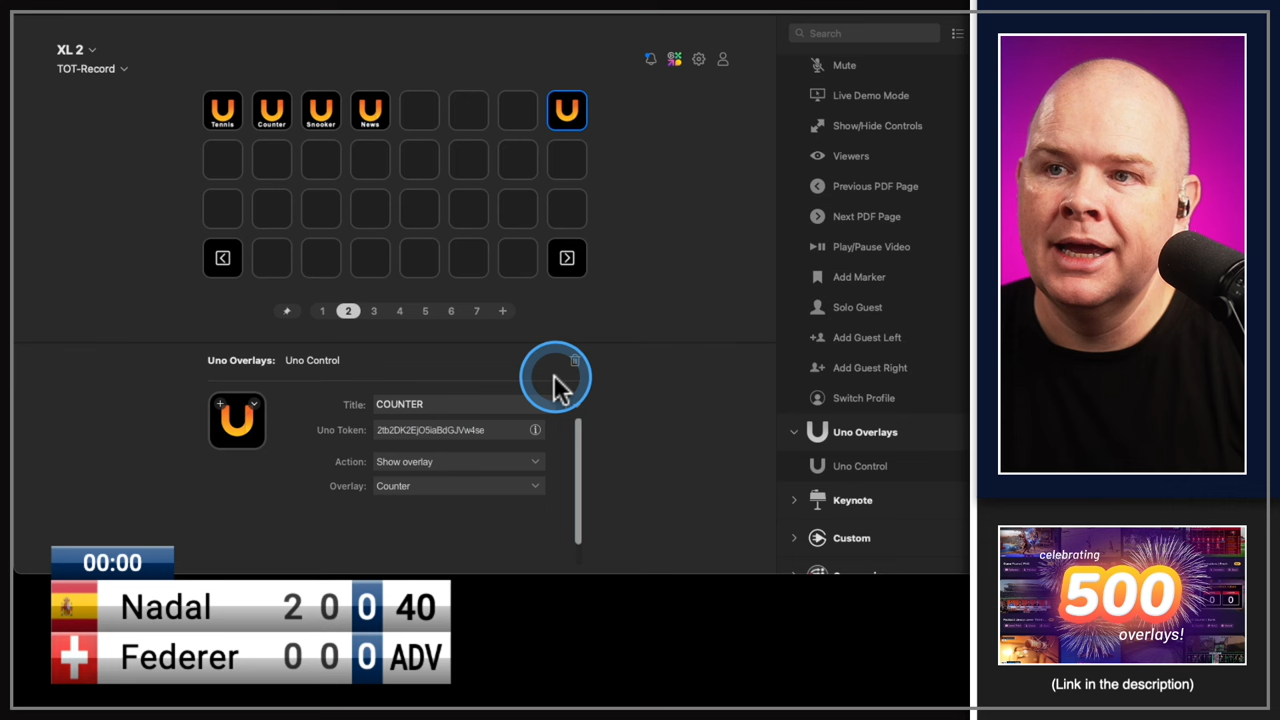 XL 2
TOT-Record
Tennis
Counter
Snooker
News
1 2 3 4 5 6 7 +
Uno Overlays: Uno Control
Title: COUNTER
Uno Token: 2tb2DK2EjO5iaBdGJVw4se
Action: Show overlay
Overlay: Counter
Search
Mute
Live Demo Mode
Show/Hide Controls
Viewers
Previous PDF Page
Next PDF Page
Play/Pause Video
Add Marker
Solo Guest
Add Guest Left
Add Guest Right
Switch Profile
Uno Overlays
Uno Control
Keynote
Custom
00:00
Nadal 2 0 0 40
Federer 0 0 0 ADV
celebrating
500
overlays!
(Link in the description)